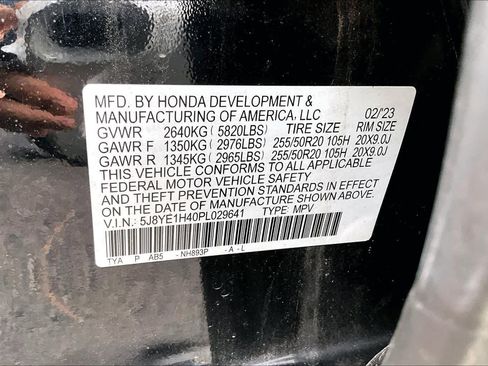 MFD. BY HONDA DEVELOPMENT &
MANUFACTURING OF AMERICA, LLC 02/23
GVWR 2640KG ( 5820LBS) TIRE SIZE RIM SIZE
GAWR F 1350KG ( 2976LBS) 255/50R20 105H 20X9.0J
GAWR R 1345KG ( 2965LBS) 255/50R20 105H 20X9.0J
THIS VEHICLE CONFORMS TO ALL APPLICABLE
FEDERAL MOTOR VEHICLE SAFETY
AND THEFT PREVENTION STANDARDS IN EFFECT
ON THE DATE OF MANUFACTURE SHOWN ABOVE.
V.I.N.: 5J8YE1H40PL029641 TYPE: MPV
TYA P AB5 -NH893P -A-L